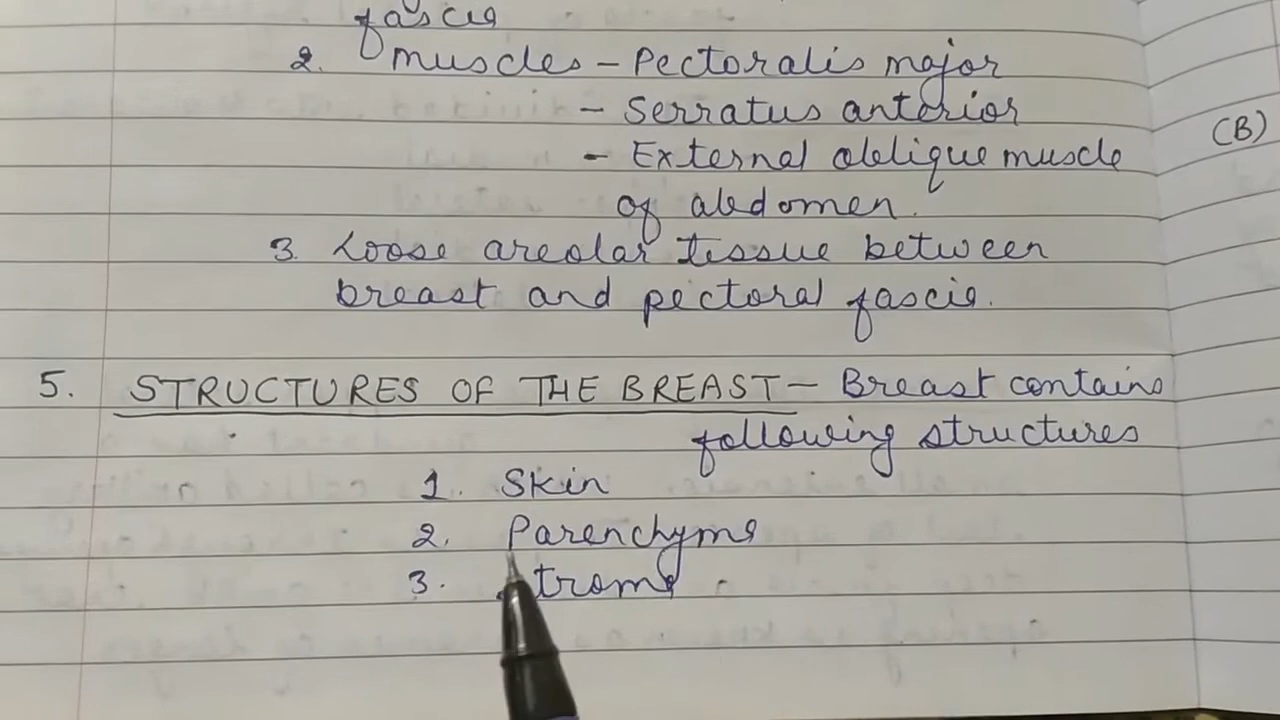 fascia
2. muscles - Pectoralis major
- Serratus anterior
(B)
- External oblique muscle
of abdomen.
3. Loose areolar tissue between
breast and pectoral fascia.
5. STRUCTURES OF THE BREAST - Breast contains
following structures
1. Skin
2. Parenchyma
3.